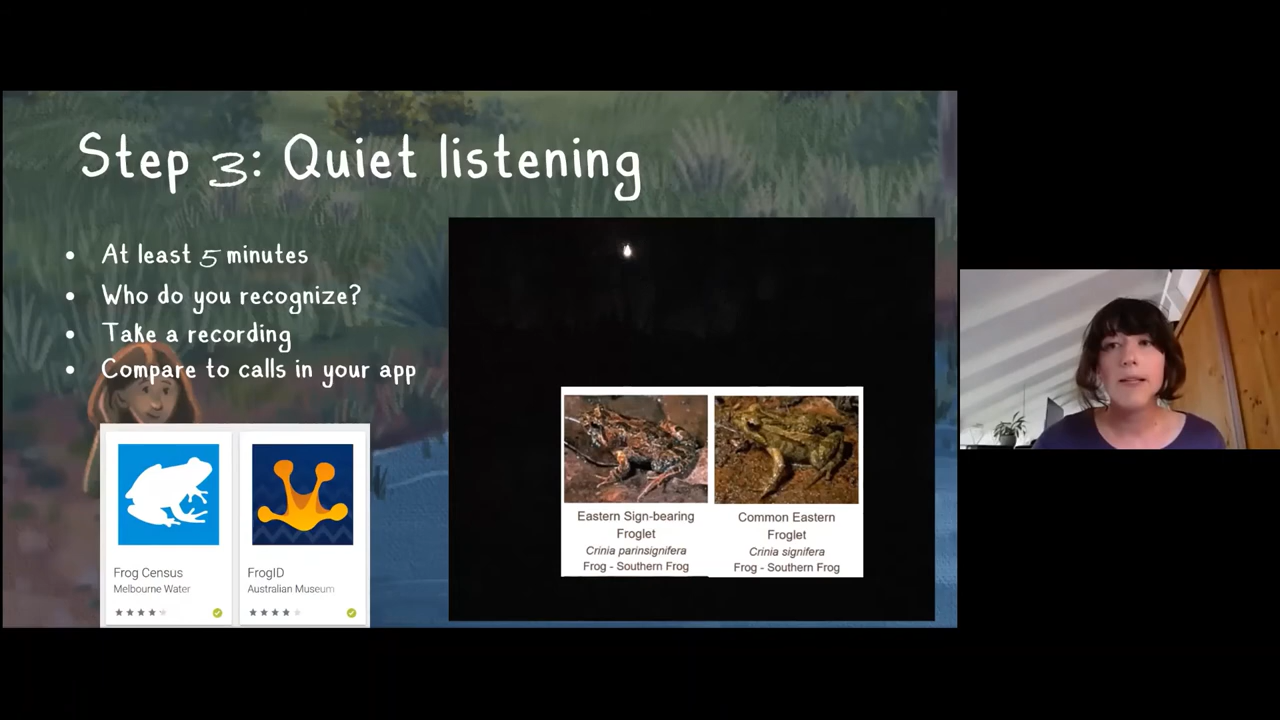 Step 3: Quiet listening
At least 5 minutes
Who do you recognize?
Take a recording
Compare to calls in your app
Frog Census
Melbourne Water
FrogID
Australian Museum
Eastern Sign-bearing
Froglet
Crinia parinsignifera
Frog - Southern Frog
Common Eastern
Froglet
Crinia signifera
Frog - Southern Frog